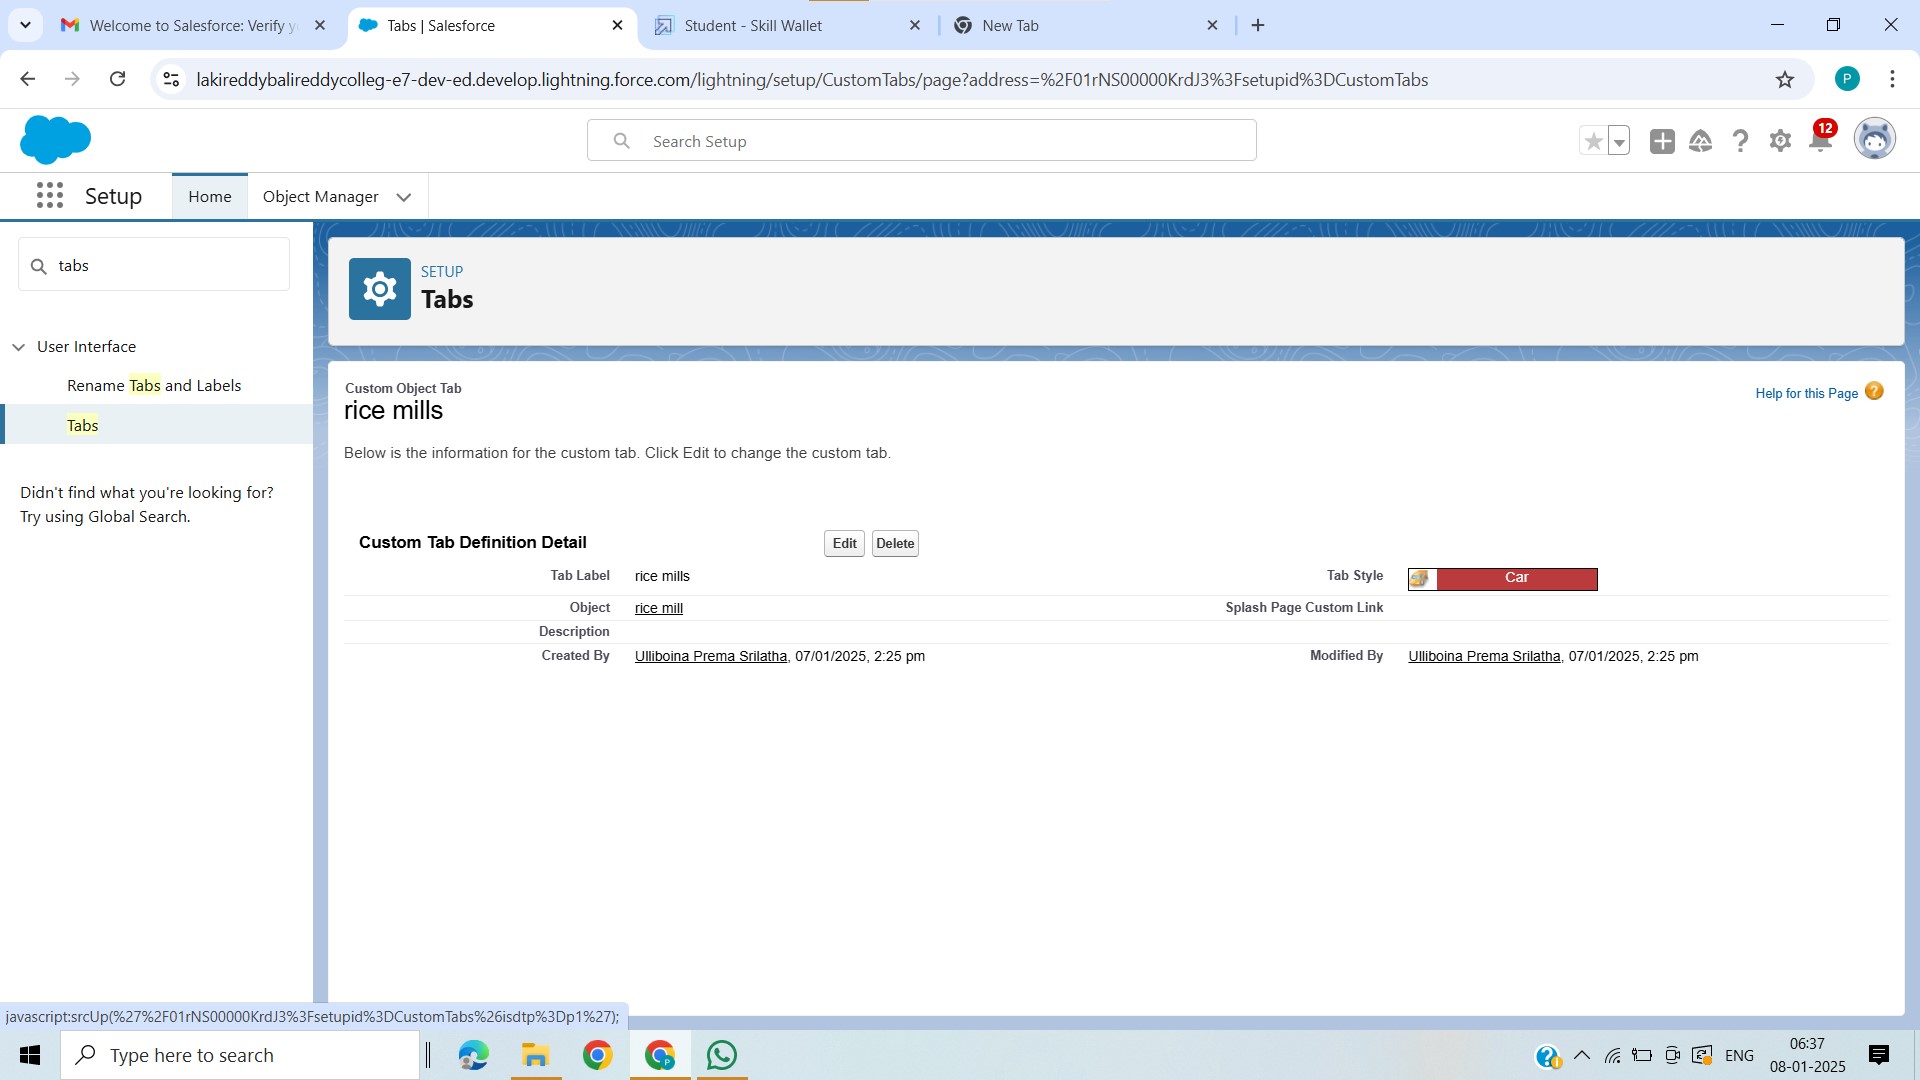 Welcome to Salesforce: Verify y
Tabs | Salesforce
Student - Skill Wallet
New Tab
lakireddybalireddycolleg-e7-dev-ed.develop.lightning.force.com/lightning/setup/CustomTabs/page?address=%2F01rNS00000KrdJ3%3Fsetupid%3DCustomTabs
P
Search Setup
12
Setup
Home
Object Manager
tabs
User Interface
Rename Tabs and Labels
Tabs
Didn't find what you're looking for?
Try using Global Search.
SETUP
Tabs
Custom Object Tab
rice mills
Help for this Page
Below is the information for the custom tab. Click Edit to change the custom tab.
Custom Tab Definition Detail
Edit
Delete
Tab Label rice mills
Tab Style Car
Object rice mill
Splash Page Custom Link
Description
Created By Ulliboina Prema Srilatha, 07/01/2025, 2:25 pm
Modified By Ulliboina Prema Srilatha, 07/01/2025, 2:25 pm
javascript:srcUp(%27%2F01rNS00000KrdJ3%3Fsetupid%3DCustomTabs%26isdtp%3Dp1%27);
Type here to search
P
ENG
06:37
08-01-2025